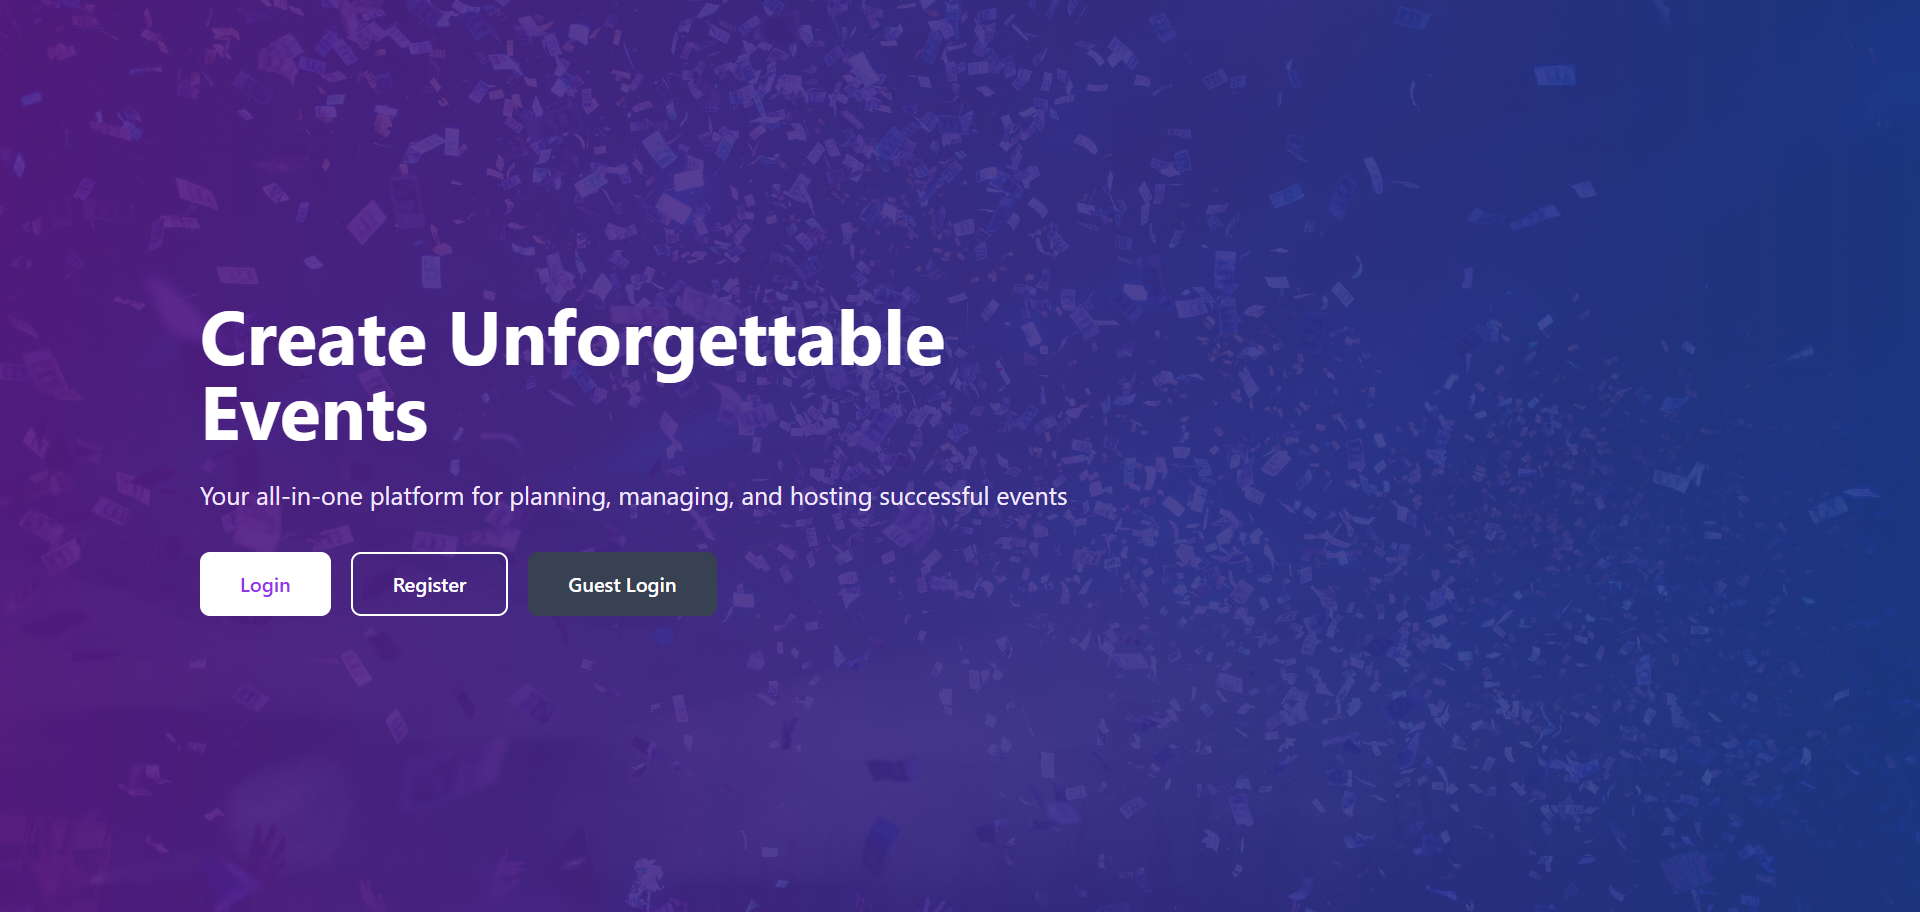 Create Unforgettable
Events
Your all-in-one platform for planning, managing, and hosting successful events
Login
Register
Guest Login